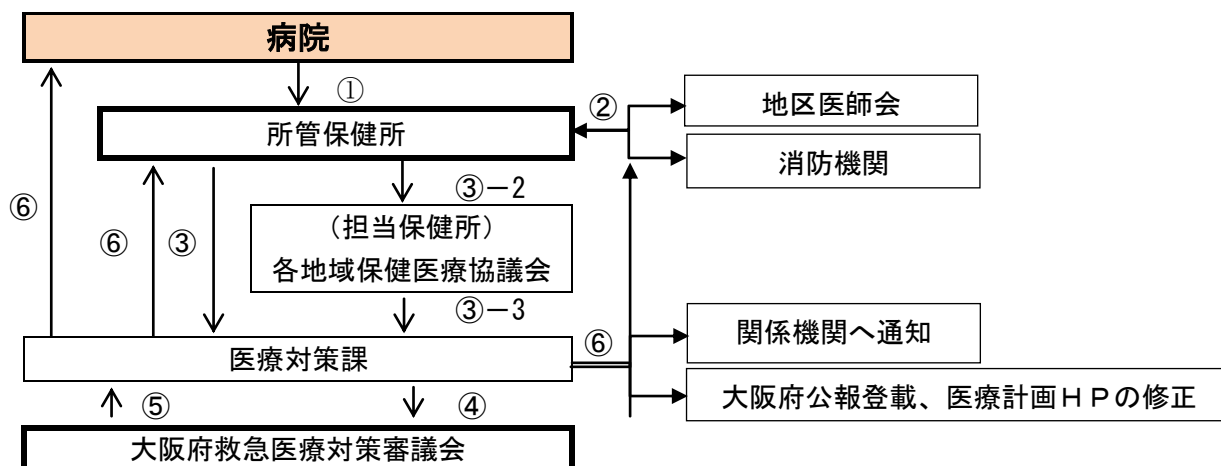 病院
①
所管保健所
②
地区医師会
消防機関
③－2
（担当保健所）
各地域保健医療協議会
⑥
⑥
③
③－3
医療対策課
⑥
関係機関へ通知
大阪府公報登載、医療計画ＨＰの修正
⑤
④
大阪府救急医療対策審議会